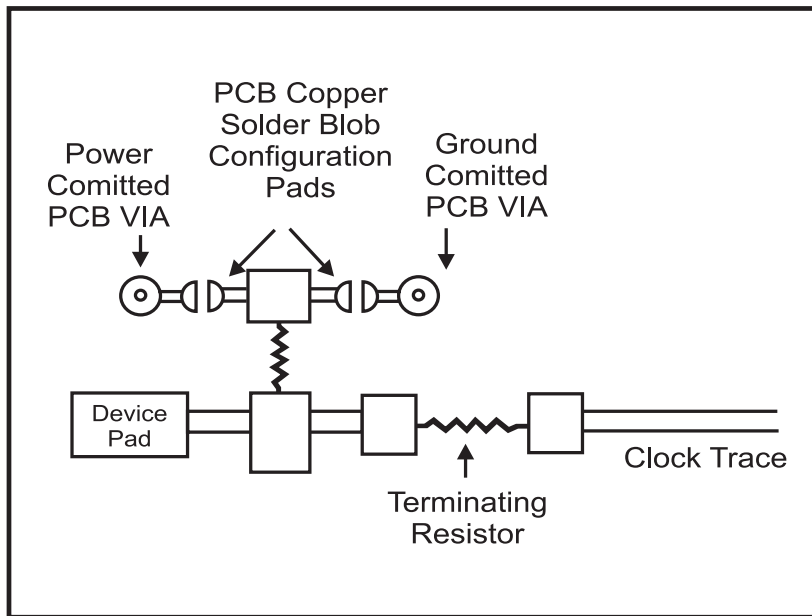 PCB Copper
Solder Blob
Configuration
Pads
Power
Comitted
PCB VIA
Ground
Comitted
PCB VIA
Device
Pad
Clock Trace
Terminating
Resistor